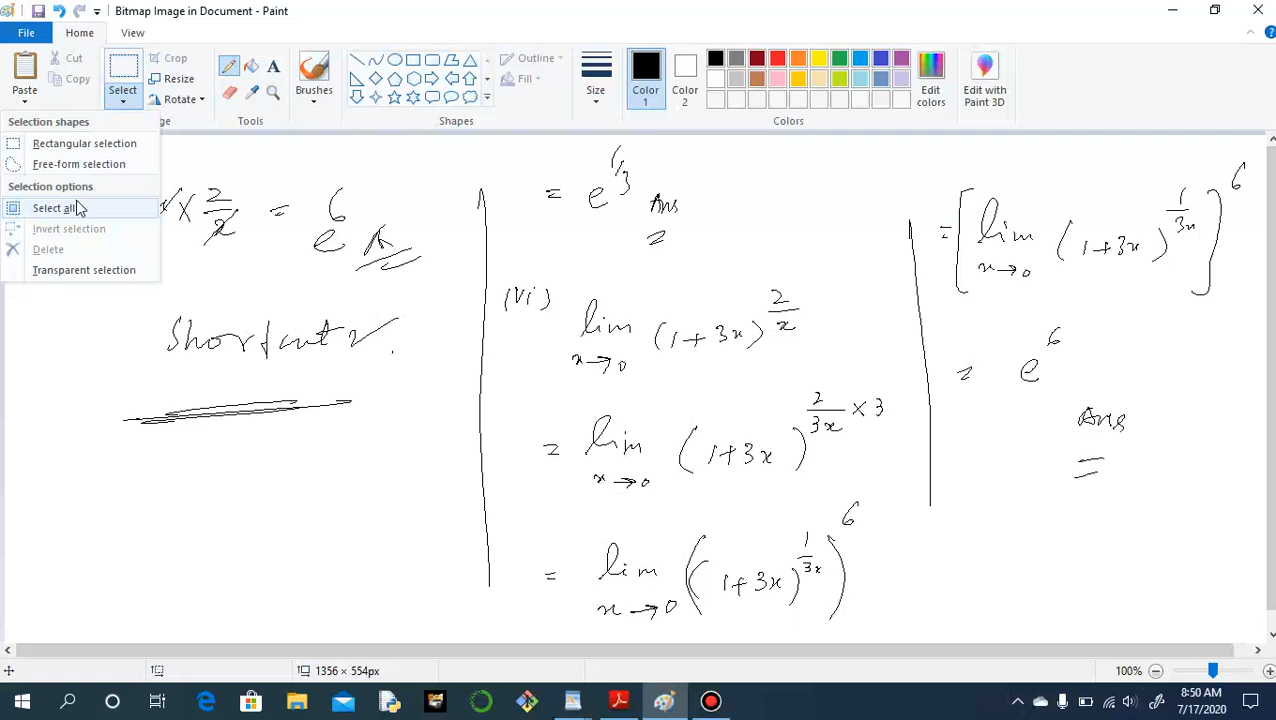 Bitmap Image in Document - Paint
File Home View
Paste
Cut
Copy
Select
Crop
Resize
Rotate
Brushes
Shapes
Tools
Outline
Fill
Size
Color 1
Color 2
Edit colors
Colors
Edit with Paint 3D
Selection shapes
Rectangular selection
Free-form selection
Selection options
Select all
Invert selection
Delete
Transparent selection
x 2/x = e^6
Shortcut
= e^(1/3) Ans
(vi) lim x→0 (1+3x)^(2/x)
= lim x→0 (1+3x)^(2/3x × 3)
= lim x→0 ((1+3x)^(1/3x))^6
= [lim x→0 (1+3x)^(1/3x)]^6
= e^6
Ans
1356 × 554px
100%
8:50 AM
7/17/2020